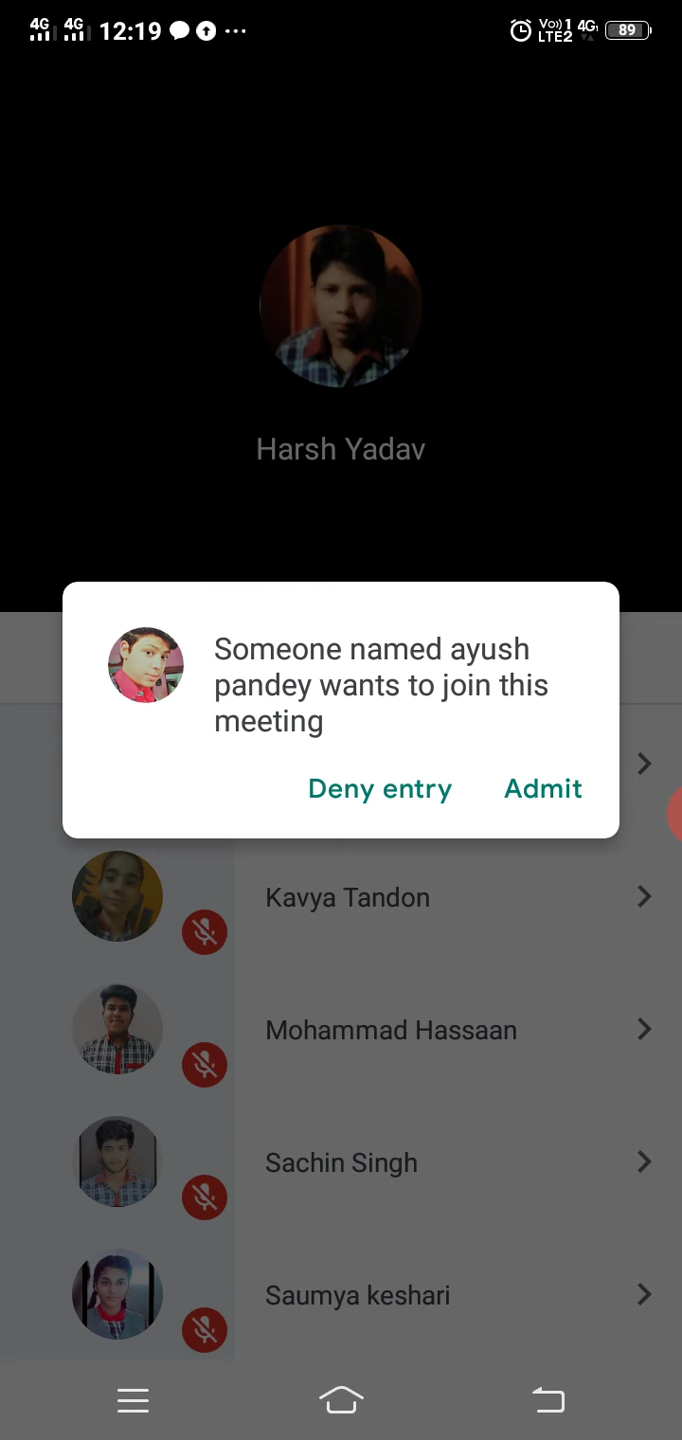 4G 4G 12:19 ... Vo) 1 LTE2 4G 89
Harsh Yadav
Someone named ayush
pandey wants to join this
meeting
Deny entry Admit
Kavya Tandon
Mohammad Hassaan
Sachin Singh
Saumya keshari